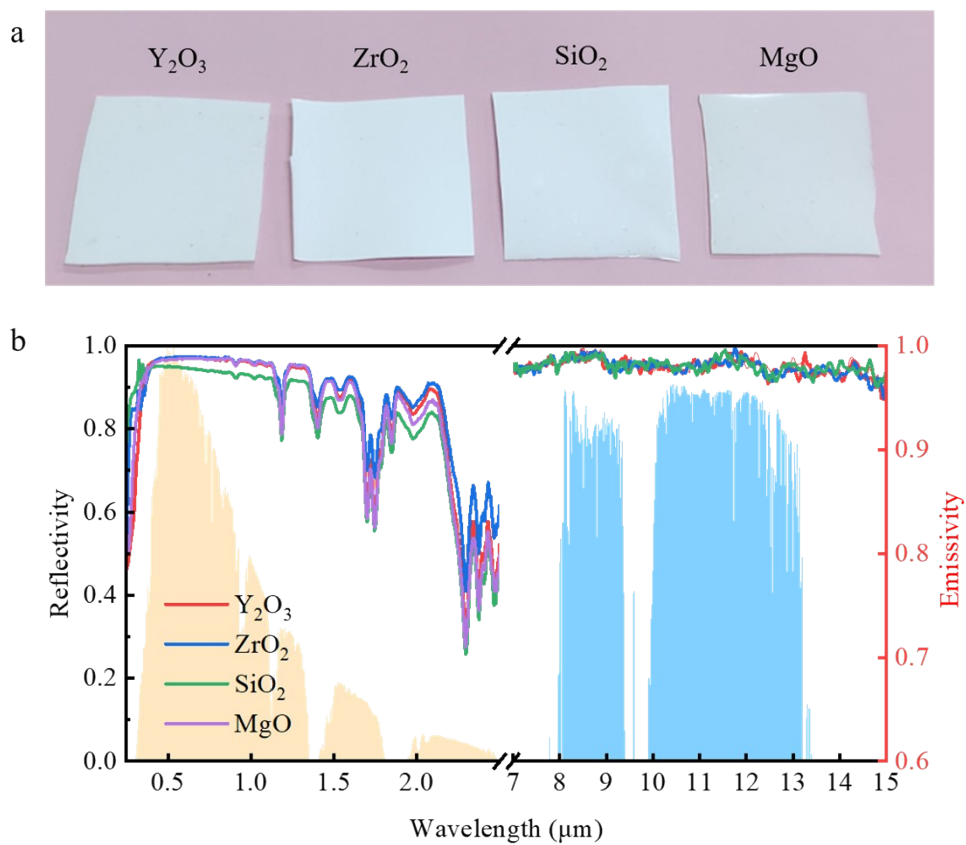 a
Y₂O₃ ZrO₂ SiO₂ MgO
b
1.0 1.0
0.8 0.9
0.6 0.8
0.4 0.7
0.2
0.0 0.6
Reflectivity
Emissivity
Y₂O₃
ZrO₂
SiO₂
MgO
0.5 1.0 1.5 2.0 7 8 9 10 11 12 13 14 15
Wavelength (μm)